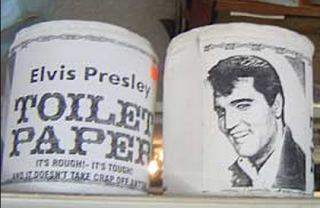 Elvis Presley
TOILET
PAPER
IT'S ROUGH!- IT'S TOUGH!
AND IT DOESN'T TAKE CRAP OFF